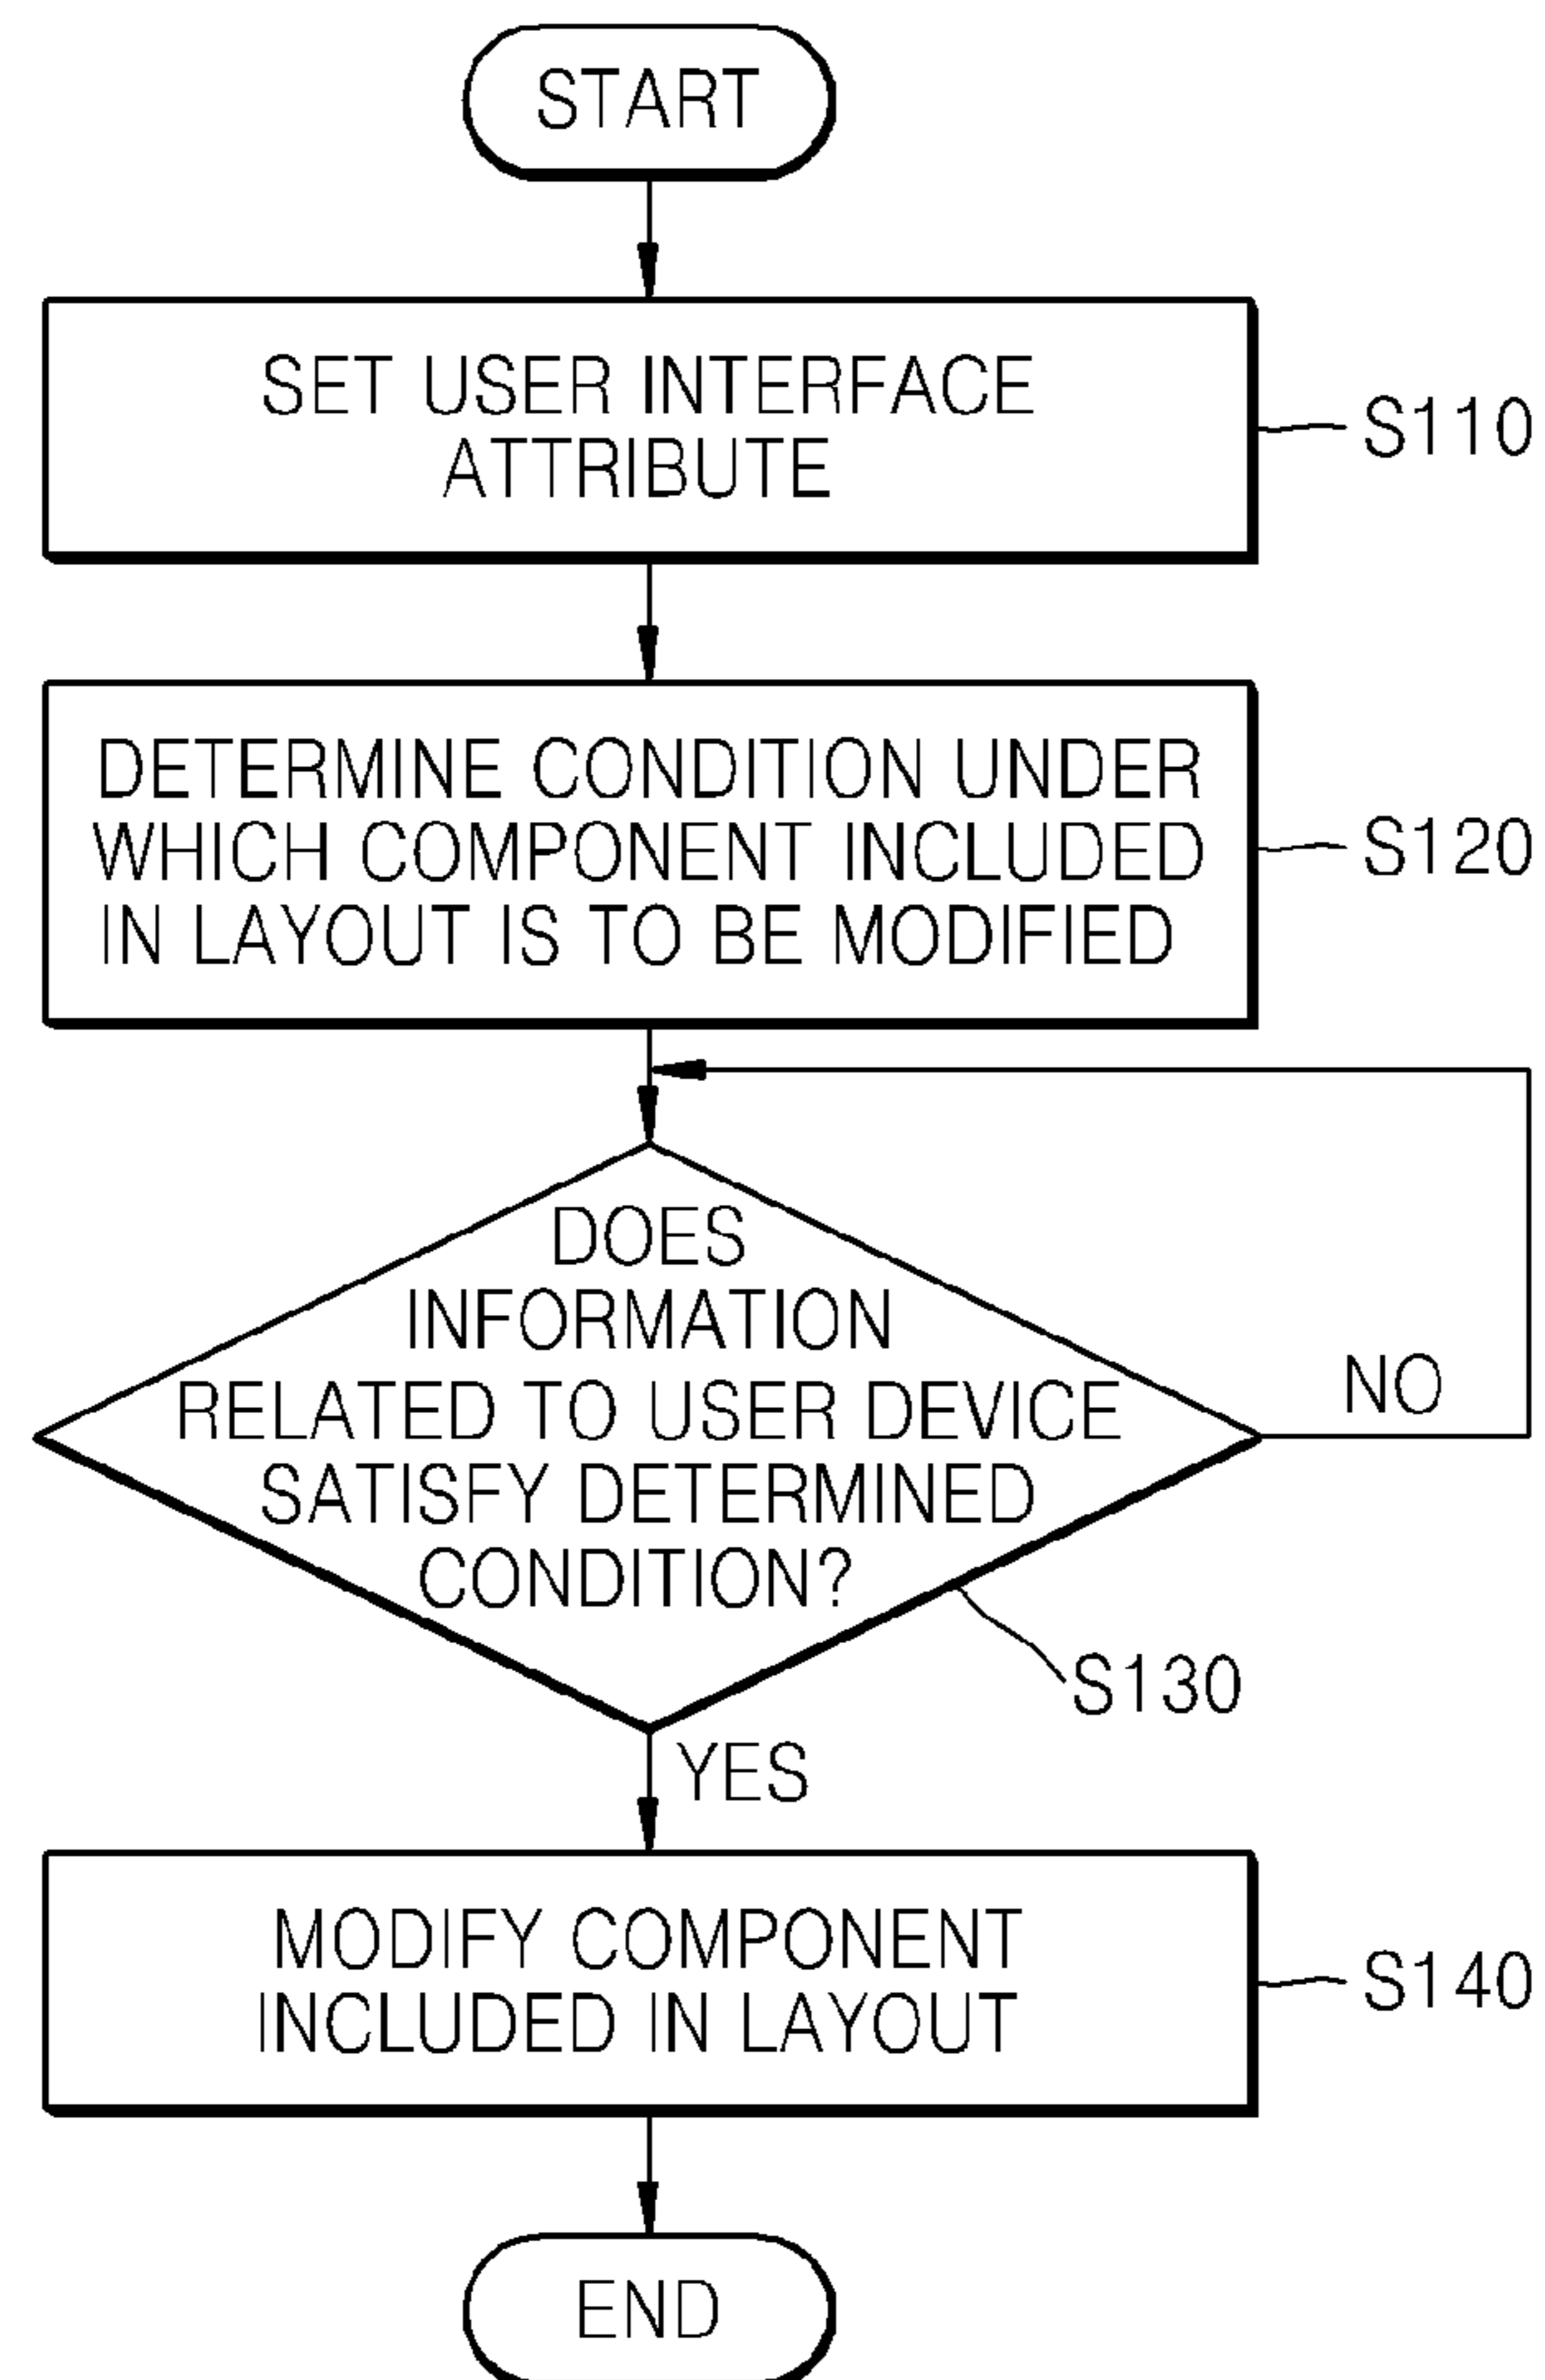 START
SET USER INTERFACE
ATTRIBUTE
S110
DETERMINE CONDITION UNDER
WHICH COMPONENT INCLUDED
IN LAYOUT IS TO BE MODIFIED
S120
DOES
INFORMATION
RELATED TO USER DEVICE
SATISFY DETERMINED
CONDITION?
NO
S130
YES
MODIFY COMPONENT
INCLUDED IN LAYOUT
S140
END